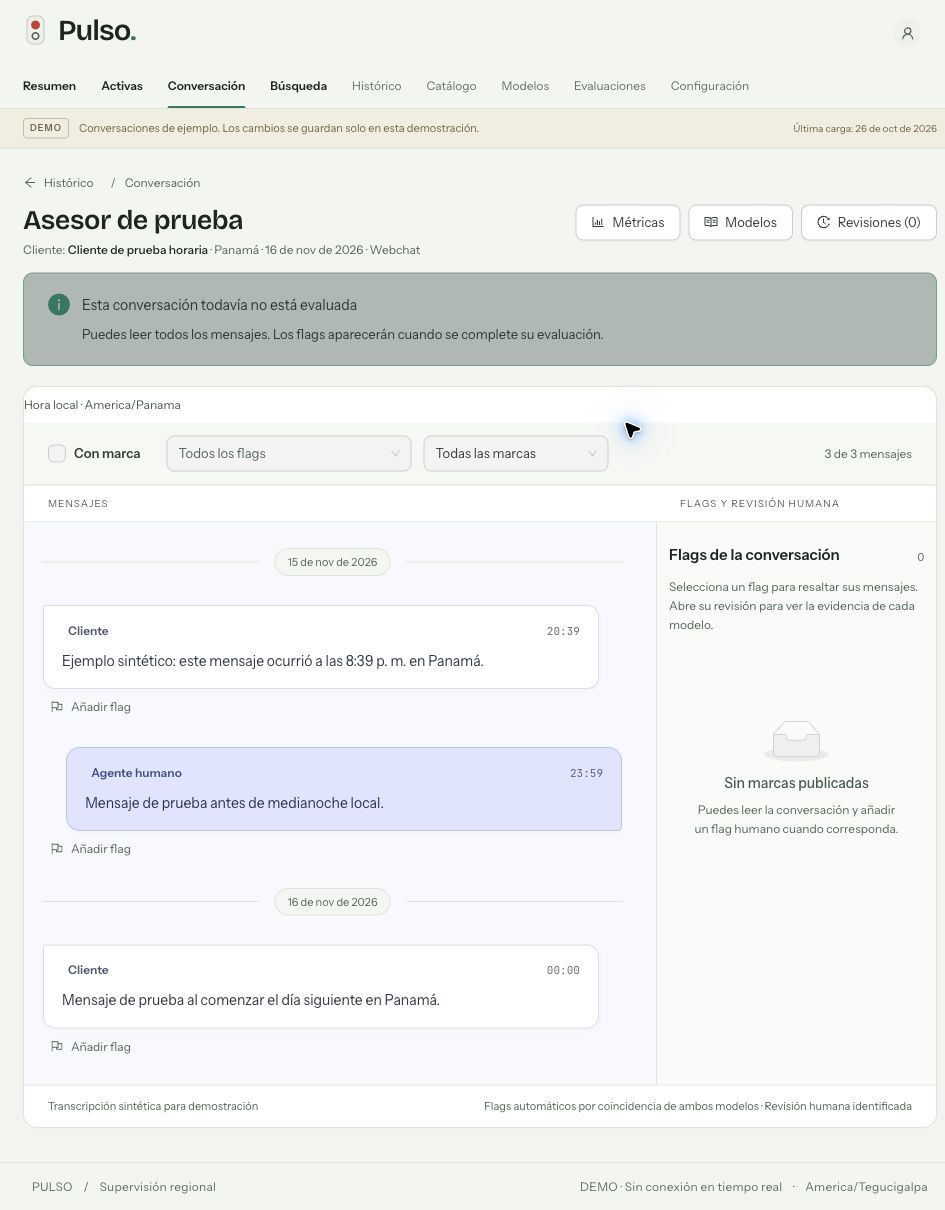 Pulso.
Resumen Activas Conversación Búsqueda Histórico Catálogo Modelos Evaluaciones Configuración
DEMO Conversaciones de ejemplo. Los cambios se guardan solo en esta demostración. Última carga: 26 de oct de 2026
← Histórico / Conversación
Asesor de prueba
Métricas Modelos Revisiones (0)
Cliente: Cliente de prueba horaria · Panamá · 16 de nov de 2026 · Webchat
Esta conversación todavía no está evaluada
Puedes leer todos los mensajes. Los flags aparecerán cuando se complete su evaluación.
Hora local · America/Panama
Con marca Todos los flags Todas las marcas 3 de 3 mensajes
MENSAJES FLAGS Y REVISIÓN HUMANA
15 de nov de 2026
Cliente 20:39
Ejemplo sintético: este mensaje ocurrió a las 8:39 p. m. en Panamá.
Añadir flag
Agente humano 23:59
Mensaje de prueba antes de medianoche local.
Añadir flag
16 de nov de 2026
Cliente 00:00
Mensaje de prueba al comenzar el día siguiente en Panamá.
Añadir flag
Flags de la conversación 0
Selecciona un flag para resaltar sus mensajes.
Abre su revisión para ver la evidencia de cada
modelo.
Sin marcas publicadas
Puedes leer la conversación y añadir
un flag humano cuando corresponda.
Transcripción sintética para demostración Flags automáticos por coincidencia de ambos modelos · Revisión humana identificada
PULSO / Supervisión regional DEMO · Sin conexión en tiempo real · America/Tegucigalpa